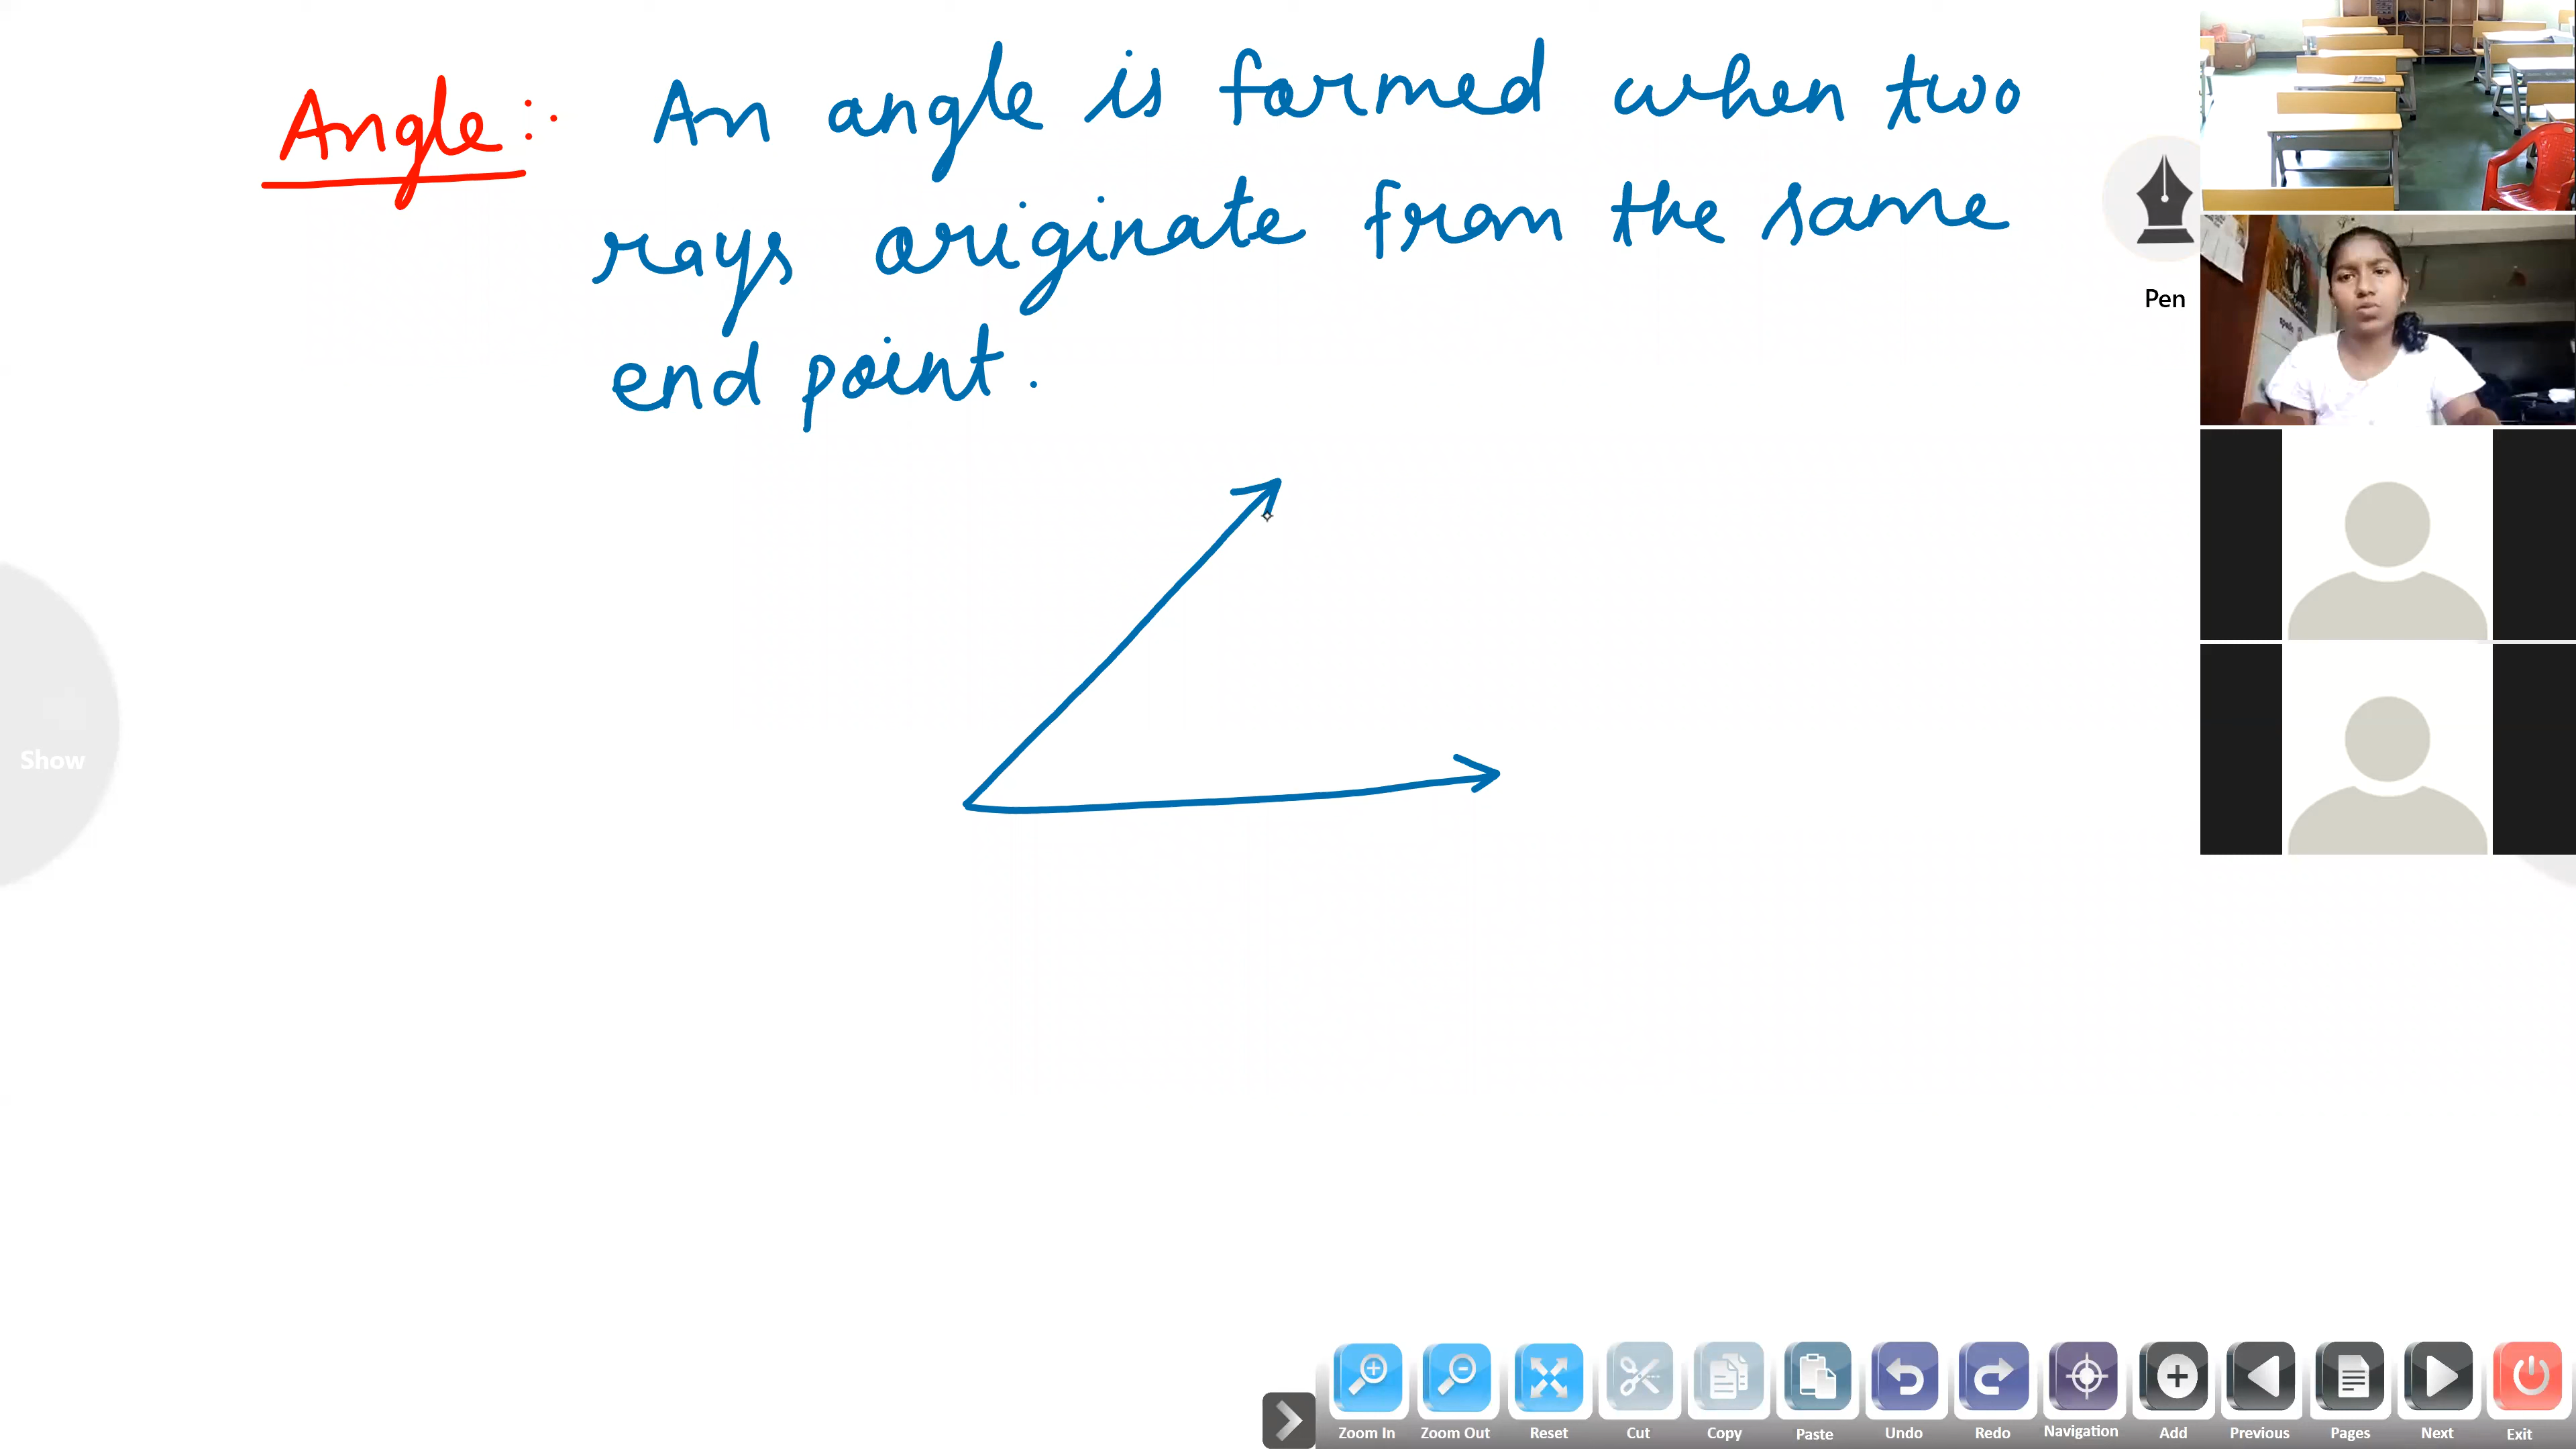 Angle :- An angle is formed when two
rays originate from the same
end point.
Pen
Show
Zoom In Zoom Out Reset Cut Copy Paste Undo Redo Navigation Add Previous Pages Next Exit